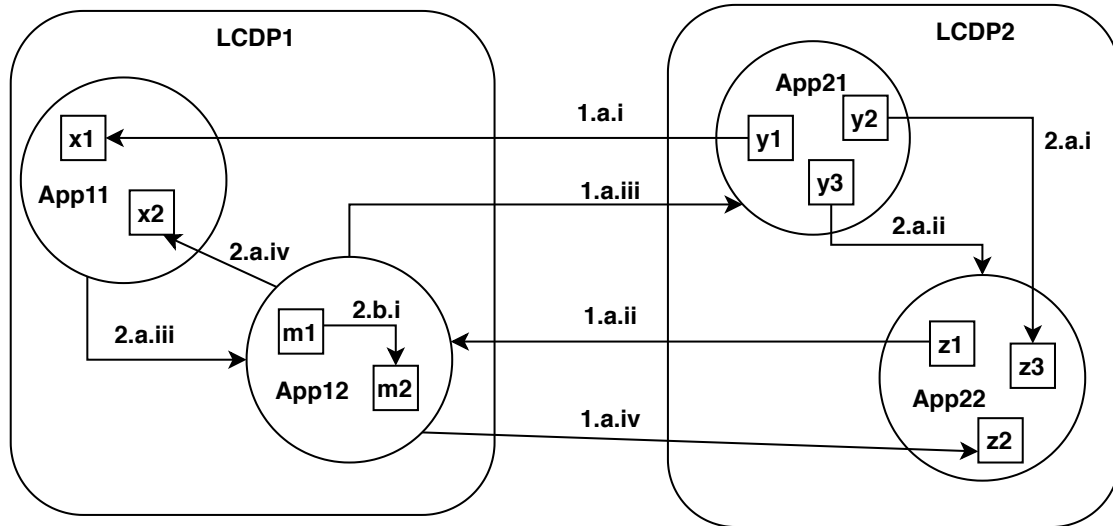 LCDP1
LCDP2
App21
x1
1.a.i
y1
y2
2.a.i
App11
x2
y3
1.a.iii
2.a.ii
2.a.iv
m1
2.b.i
2.a.iii
1.a.ii
z1
z3
App12
m2
App22
1.a.iv
z2